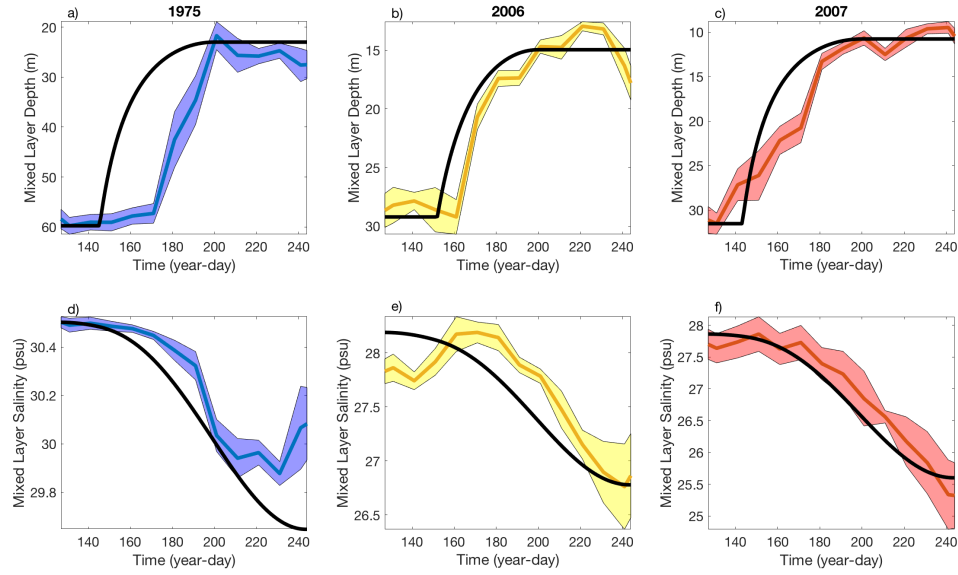 a) 1975
20
30
40
50
60
Mixed Layer Depth (m)
140 160 180 200 220 240
Time (year-day)
b) 2006
15
20
25
30
Mixed Layer Depth (m)
140 160 180 200 220 240
Time (year-day)
c) 2007
10
15
20
25
30
Mixed Layer Depth (m)
140 160 180 200 220 240
Time (year-day)
d)
30.4
30.2
30
29.8
Mixed Layer Salinity (psu)
140 160 180 200 220 240
Time (year-day)
e)
28
27.5
27
26.5
Mixed Layer Salinity (psu)
140 160 180 200 220 240
Time (year-day)
f)
28
27.5
27
26.5
26
25.5
25
Mixed Layer Salinity (psu)
140 160 180 200 220 240
Time (year-day)